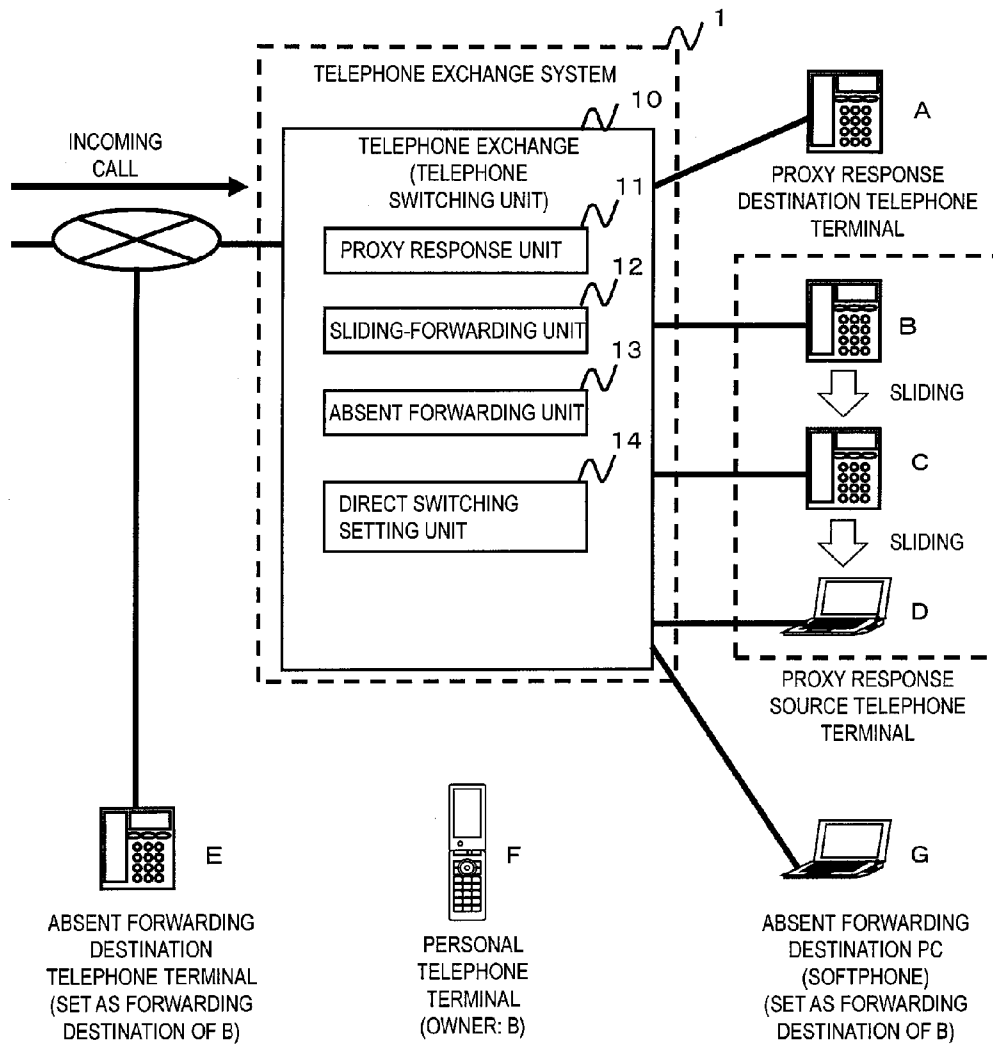 1
TELEPHONE EXCHANGE SYSTEM
10
INCOMING
CALL
TELEPHONE EXCHANGE
(TELEPHONE
SWITCHING UNIT)
11
PROXY RESPONSE UNIT
12
SLIDING-FORWARDING UNIT
13
ABSENT FORWARDING UNIT
14
DIRECT SWITCHING
SETTING UNIT
A
PROXY RESPONSE
DESTINATION TELEPHONE
TERMINAL
B
SLIDING
C
SLIDING
D
PROXY RESPONSE
SOURCE TELEPHONE
TERMINAL
E
ABSENT FORWARDING
DESTINATION
TELEPHONE TERMINAL
(SET AS FORWARDING
DESTINATION OF B)
F
PERSONAL
TELEPHONE
TERMINAL
(OWNER: B)
G
ABSENT FORWARDING
DESTINATION PC
(SOFTPHONE)
(SET AS FORWARDING
DESTINATION OF B)